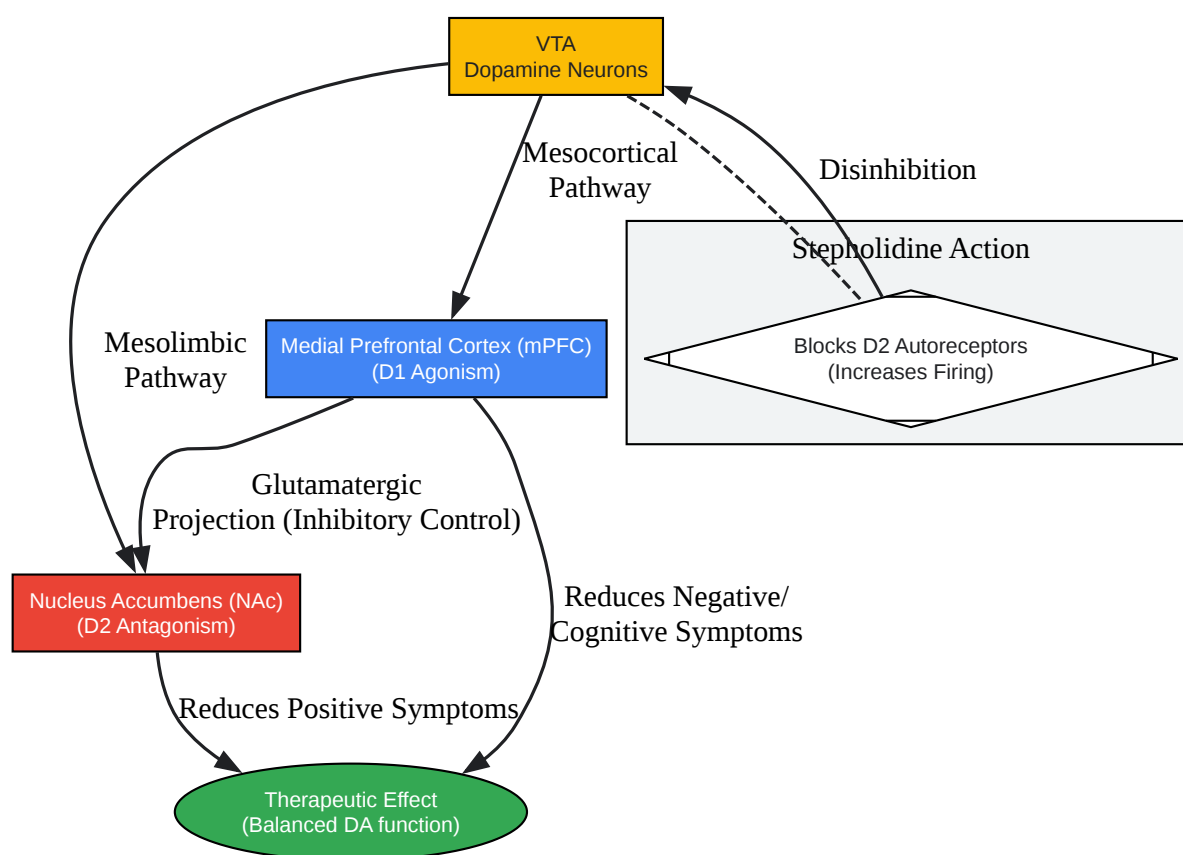 VTA
Dopamine Neurons
Mesocortical
Pathway
Disinhibition
Stepholidine Action
Mesolimbic
Pathway
Medial Prefrontal Cortex (mPFC)
(D1 Agonism)
Blocks D2 Autoreceptors
(Increases Firing)
Glutamatergic
Projection (Inhibitory Control)
Nucleus Accumbens (NAc)
(D2 Antagonism)
Reduces Negative/
Cognitive Symptoms
Reduces Positive Symptoms
Therapeutic Effect
(Balanced DA function)